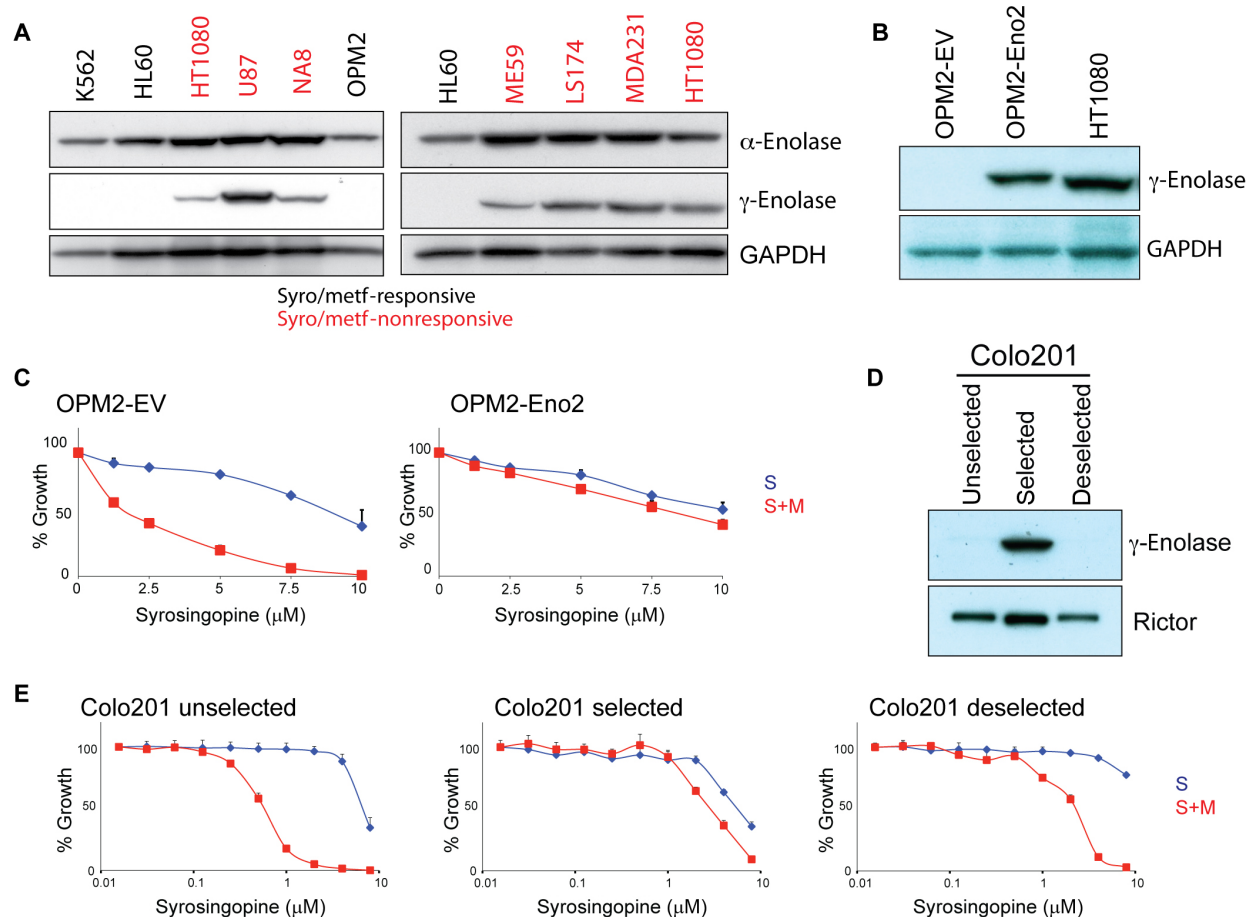 A
K562 HL60 HT1080 U87 NA8 OPM2
HL60 ME59 LS174 MDA231 HT1080
α-Enolase
γ-Enolase
GAPDH
Syro/metf-responsive
Syro/metf-nonresponsive
B
OPM2-EV OPM2-Eno2 HT1080
γ-Enolase
GAPDH
C
OPM2-EV
% Growth
100
50
0
0 2.5 5 7.5 10
Syrosingopine (μM)
OPM2-Eno2
% Growth
100
50
0
0 2.5 5 7.5 10
Syrosingopine (μM)
S
S+M
D
Colo201
Unselected Selected Deselected
γ-Enolase
Rictor
E
Colo201 unselected
% Growth
100
50
0
0.01 0.1 1 10
Syrosingopine (μM)
Colo201 selected
% Growth
100
50
0
0.01 0.1 1 10
Syrosingopine (μM)
Colo201 deselected
% Growth
100
50
0
0.01 0.1 1 10
Syrosingopine (μM)
S
S+M